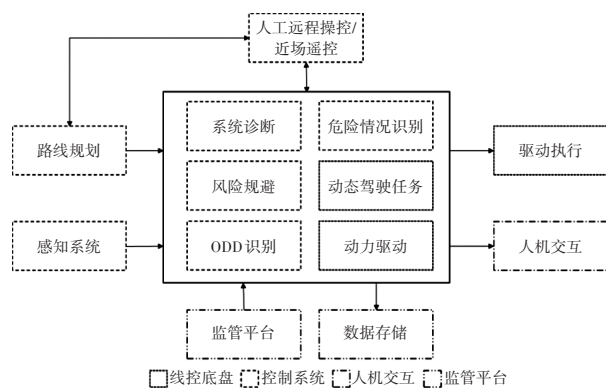 人工远程操控/
近场遥控
系统诊断
危险情况识别
路线规划
驱动执行
风险规避
动态驾驶任务
感知系统
ODD识别
动力驱动
人机交互
监管平台
数据存储
线控底盘 控制系统 人机交互 监管平台